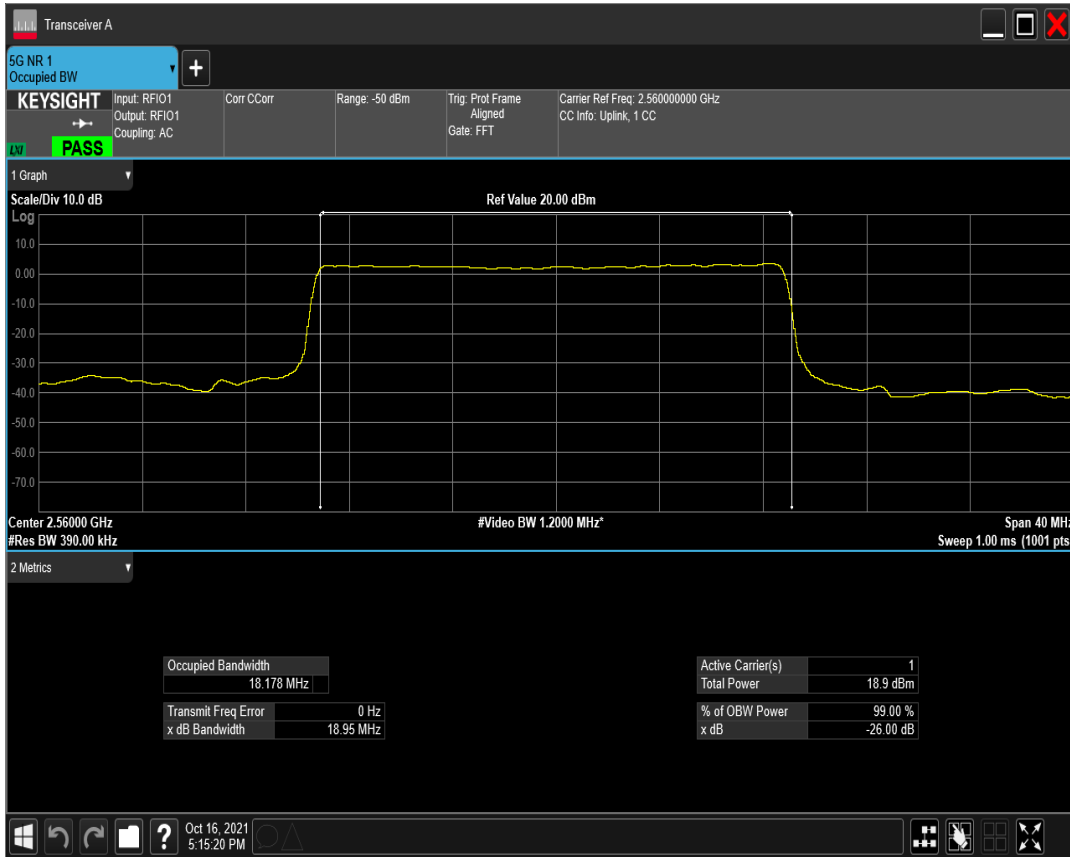 Transceiver A
5G NR 1
Occupied BW
KEYSIGHT
LXI
PASS
Input: RFIO1
Output: RFIO1
Coupling: AC
Corr CCorr
Range: -50 dBm
Trig: Prot Frame
Aligned
Gate: FFT
Carrier Ref Freq: 2.560000000 GHz
CC Info: Uplink, 1 CC
1 Graph
Scale/Div 10.0 dB
Ref Value 20.00 dBm
Log
10.0
0.00
-10.0
-20.0
-30.0
-40.0
-50.0
-60.0
-70.0
Center 2.56000 GHz
#Video BW 1.2000 MHz*
Span 40 MHz
#Res BW 390.00 kHz
Sweep 1.00 ms (1001 pts
2 Metrics
Occupied Bandwidth
18.178 MHz
Transmit Freq Error 0 Hz
x dB Bandwidth 18.95 MHz
Active Carrier(s) 1
Total Power 18.9 dBm
% of OBW Power 99.00 %
x dB -26.00 dB
?
Oct 16, 2021
5:15:20 PM